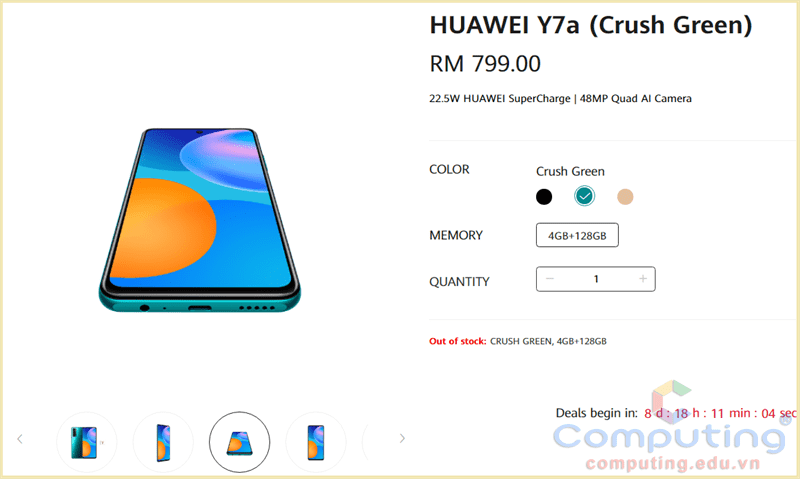 HUAWEI Y7a (Crush Green)
RM 799.00
22.5W HUAWEI SuperCharge | 48MP Quad AI Camera
COLOR Crush Green
MEMORY 4GB+128GB
QUANTITY − 1 +
Out of stock: CRUSH GREEN, 4GB+128GB
Deals begin in: 8 d : 18 h : 11 min : 04 sec
Computing®
computing.edu.vn